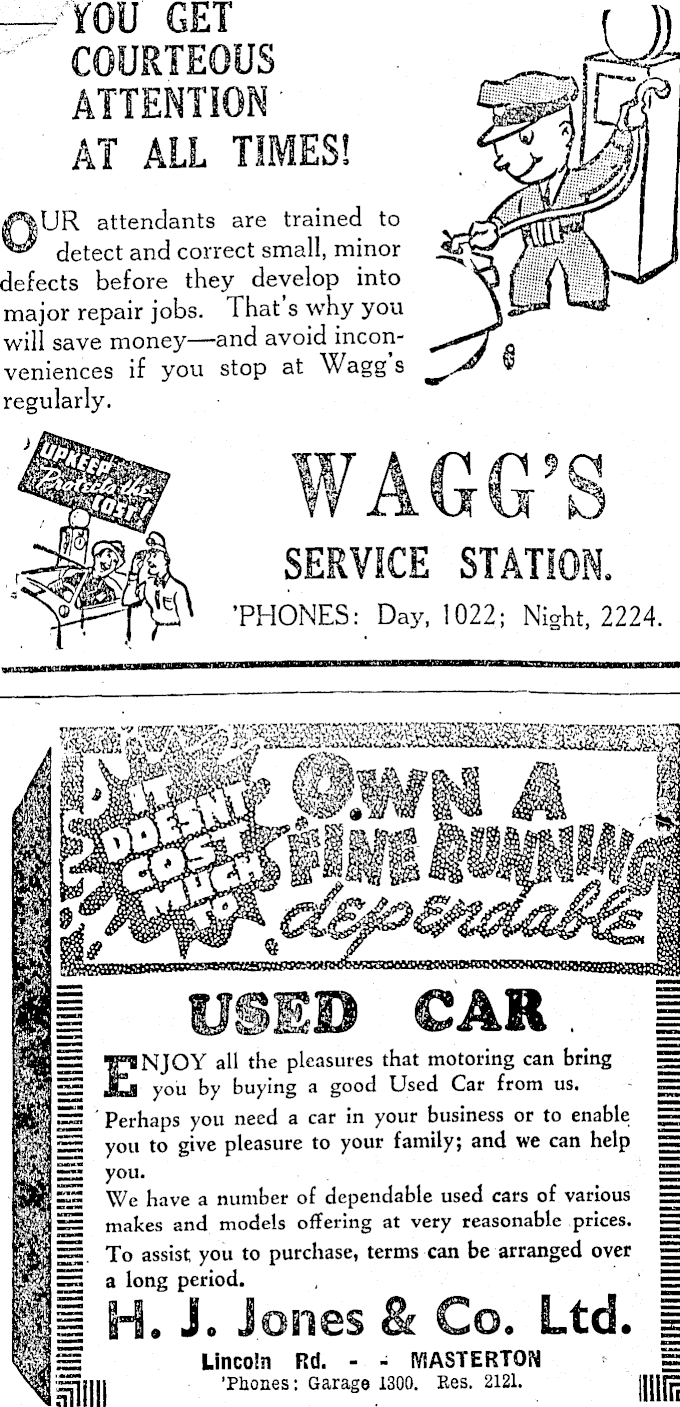 YOU GET
COURTEOUS
ATTENTION
AT ALL TIMES!
OUR attendants are trained to
detect and correct small, minor
defects before they develop into
major repair jobs. That's why you
will save money—and avoid incon-
veniences if you stop at Wagg's
regularly.
UPKEEP
Protects the
COST!
WAGG'S
SERVICE STATION.
'PHONES: Day, 1022; Night, 2224.
IT
DOESN'T
COST
MUCH
TO
OWN A
FINE RUNNING
dependable
USED CAR
ENJOY all the pleasures that motoring can bring
you by buying a good Used Car from us.
Perhaps you need a car in your business or to enable
you to give pleasure to your family; and we can help
you.
We have a number of dependable used cars of various
makes and models offering at very reasonable prices.
To assist you to purchase, terms can be arranged over
a long period.
H. J. Jones & Co. Ltd.
Lincoln Rd. - - MASTERTON
'Phones: Garage 1300. Res. 2121.